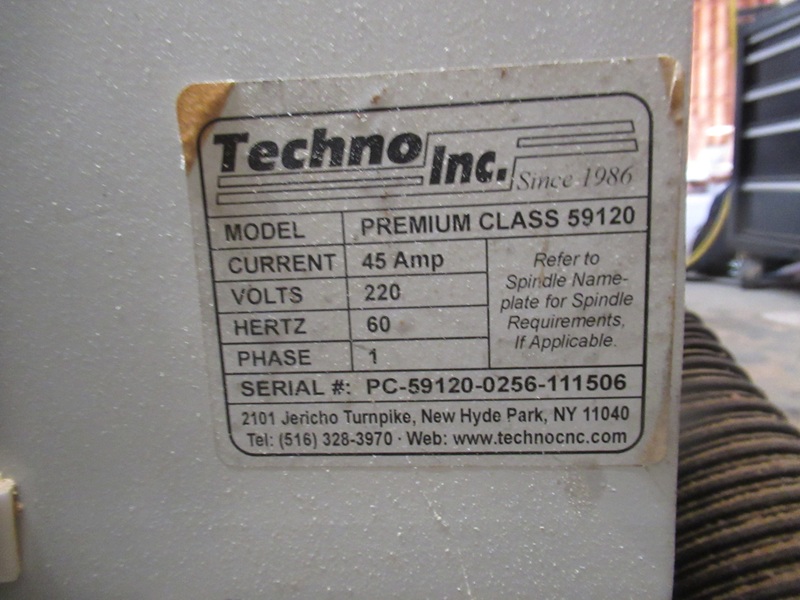 Techno Inc. Since 1986
MODEL PREMIUM CLASS 59120
CURRENT 45 Amp
VOLTS 220
HERTZ 60
PHASE 1
Refer to
Spindle Name-
plate for Spindle
Requirements,
If Applicable.
SERIAL #: PC-59120-0256-111506
2101 Jericho Turnpike, New Hyde Park, NY 11040
Tel: (516) 328-3970 · Web: www.technocnc.com